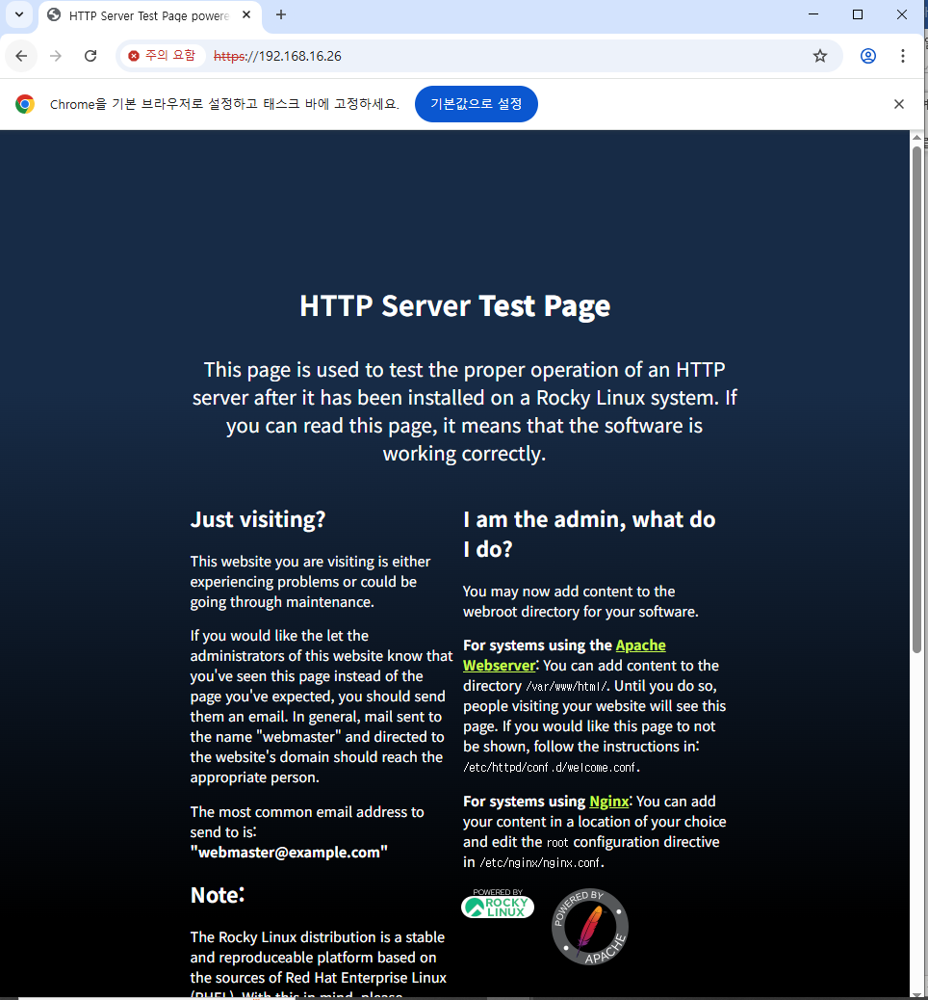 HTTP Server Test Page powere
주의 요함
https://192.168.16.26
Chrome을 기본 브라우저로 설정하고 태스크 바에 고정하세요.
기본값으로 설정
HTTP Server Test Page
This page is used to test the proper operation of an HTTP
server after it has been installed on a Rocky Linux system. If
you can read this page, it means that the software is
working correctly.
Just visiting?
This website you are visiting is either
experiencing problems or could be
going through maintenance.
If you would like the let the
administrators of this website know that
you've seen this page instead of the
page you've expected, you should send
them an email. In general, mail sent to
the name "webmaster" and directed to
the website's domain should reach the
appropriate person.
The most common email address to
send to is:
"webmaster@example.com"
Note:
The Rocky Linux distribution is a stable
and reproduceable platform based on
the sources of Red Hat Enterprise Linux
(RHEL). With this in mind, please
I am the admin, what do
I do?
You may now add content to the
webroot directory for your software.
For systems using the Apache
Webserver: You can add content to the
directory /var/www/html/. Until you do so,
people visiting your website will see this
page. If you would like this page to not
be shown, follow the instructions in:
/etc/httpd/conf.d/welcome.conf.
For systems using Nginx: You can add
your content in a location of your choice
and edit the root configuration directive
in /etc/nginx/nginx.conf.
POWERED BY
ROCKY
LINUX
POWERED BY
APACHE